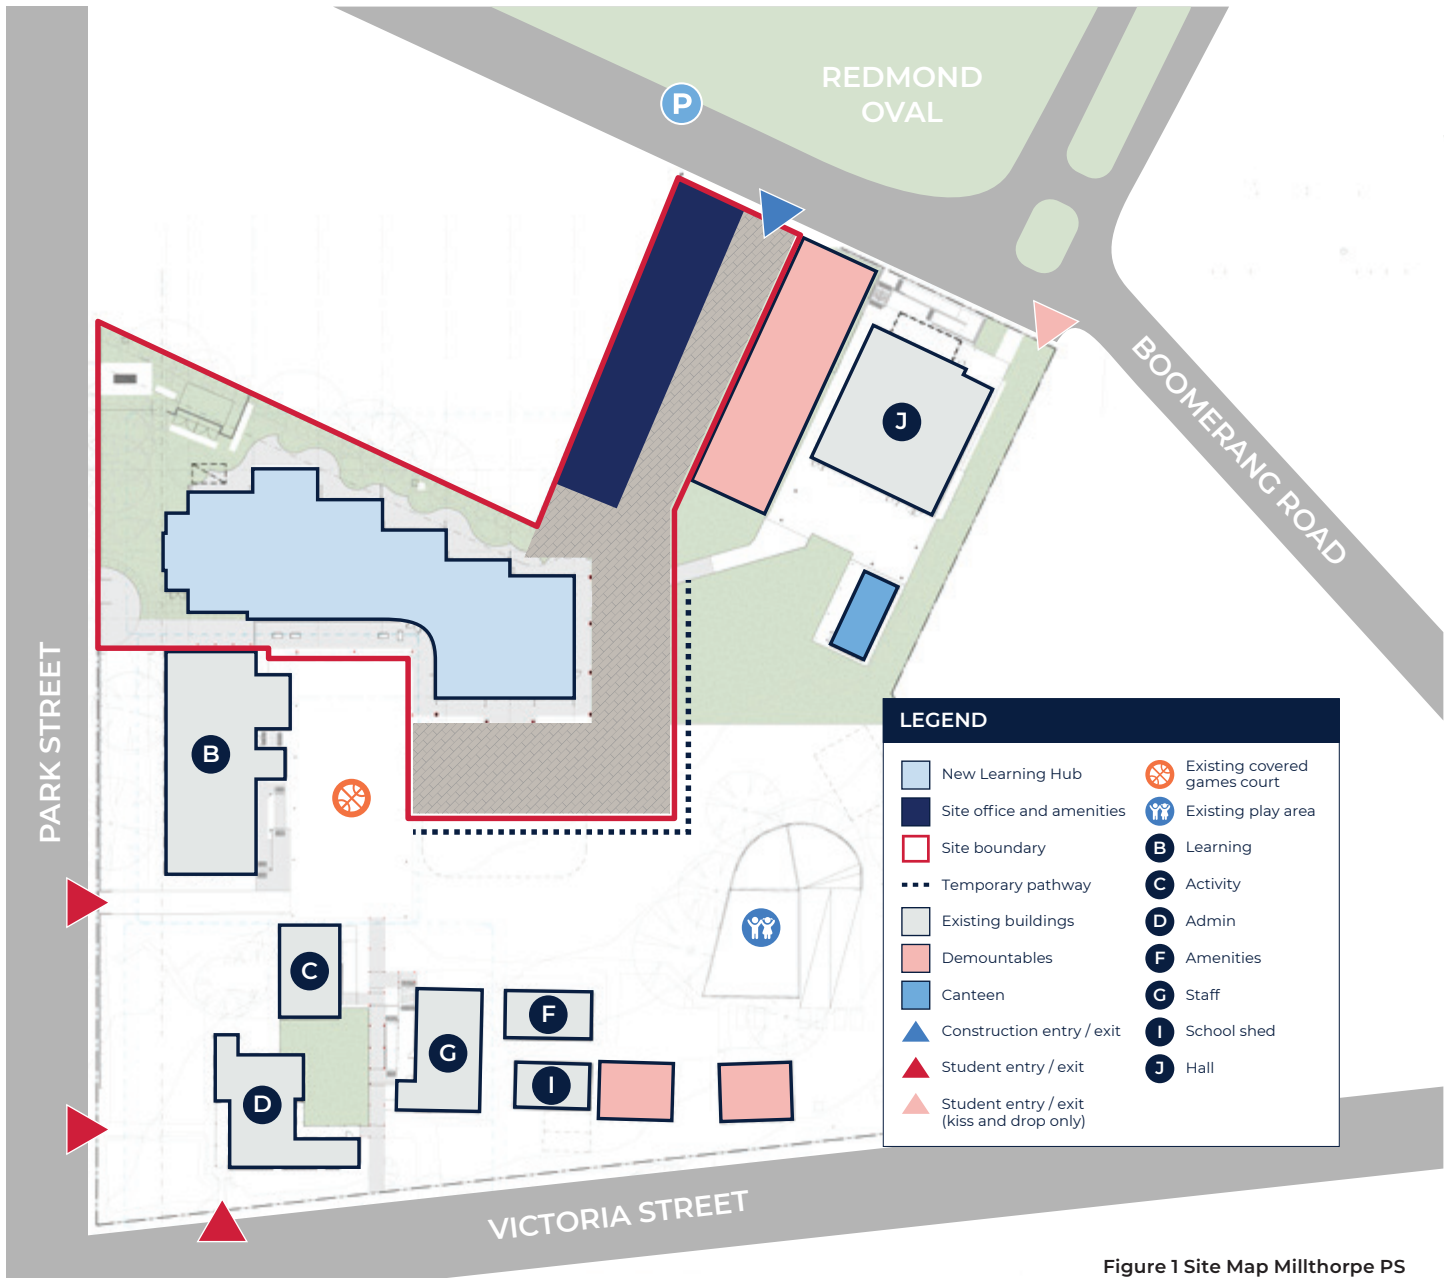 P
REDMOND
OVAL
J
BOOMERANG ROAD
PARK STREET
B
C
F
G
I
D
VICTORIA STREET
LEGEND
New Learning Hub
Site office and amenities
Site boundary
Temporary pathway
Existing buildings
Demountables
Canteen
Construction entry / exit
Student entry / exit
Student entry / exit
(kiss and drop only)
Existing covered
games court
Existing play area
B Learning
C Activity
D Admin
F Amenities
G Staff
I School shed
J Hall
Figure 1 Site Map Millthorpe PS